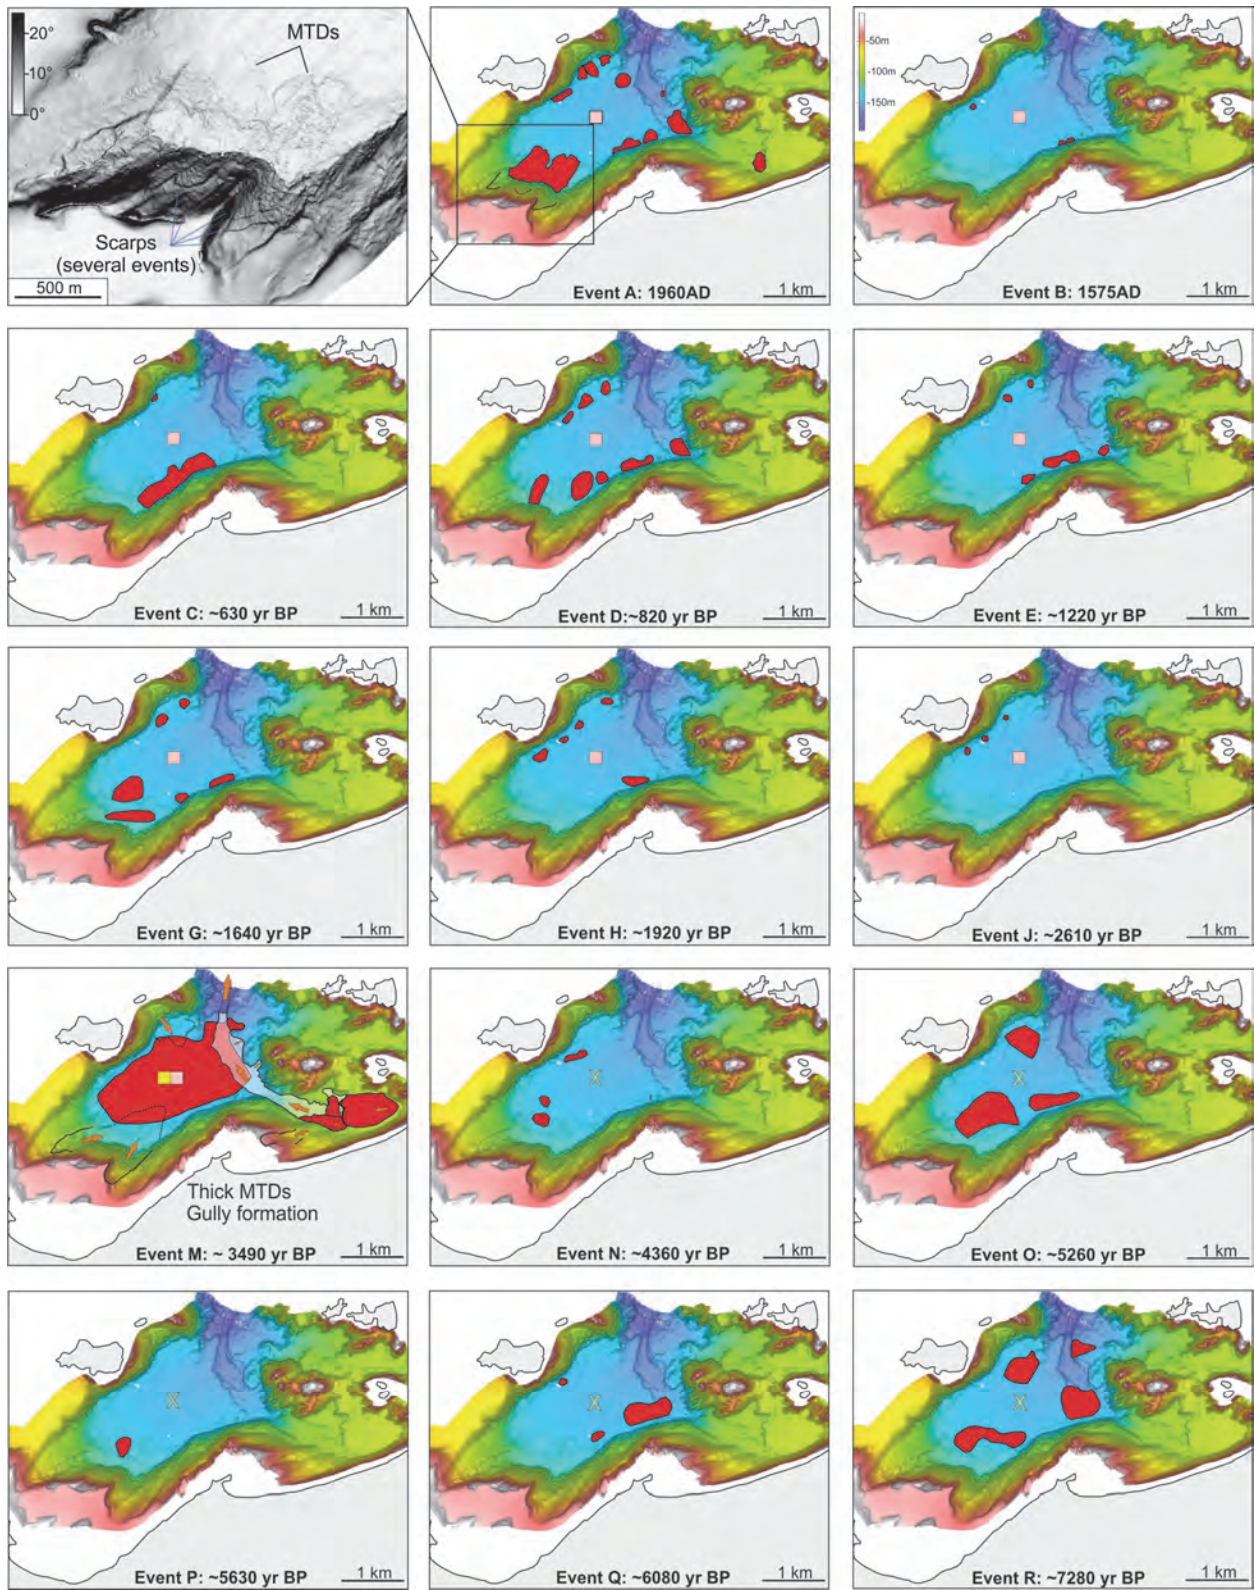 -20°
-10°
0°
MTDs
Scarps
(several events)
500 m
Event A: 1960AD
1 km
-50m
-100m
-150m
Event B: 1575AD
1 km
Event C: ~630 yr BP
1 km
Event D:~820 yr BP
1 km
Event E: ~1220 yr BP
1 km
Event G: ~1640 yr BP
1 km
Event H: ~1920 yr BP
1 km
Event J: ~2610 yr BP
1 km
Thick MTDs
Gully formation
Event M: ~ 3490 yr BP
1 km
X
Event N: ~4360 yr BP
1 km
X
Event O: ~5260 yr BP
1 km
X
Event P: ~5630 yr BP
1 km
X
Event Q: ~6080 yr BP
1 km
X
Event R: ~7280 yr BP
1 km